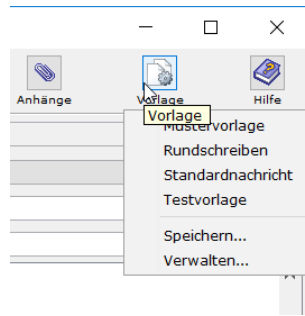 Anhänge
Vorlage
Hilfe
Vorlage
Mustervorlage
Rundschreiben
Standardnachricht
Testvorlage
Speichern...
Verwalten...